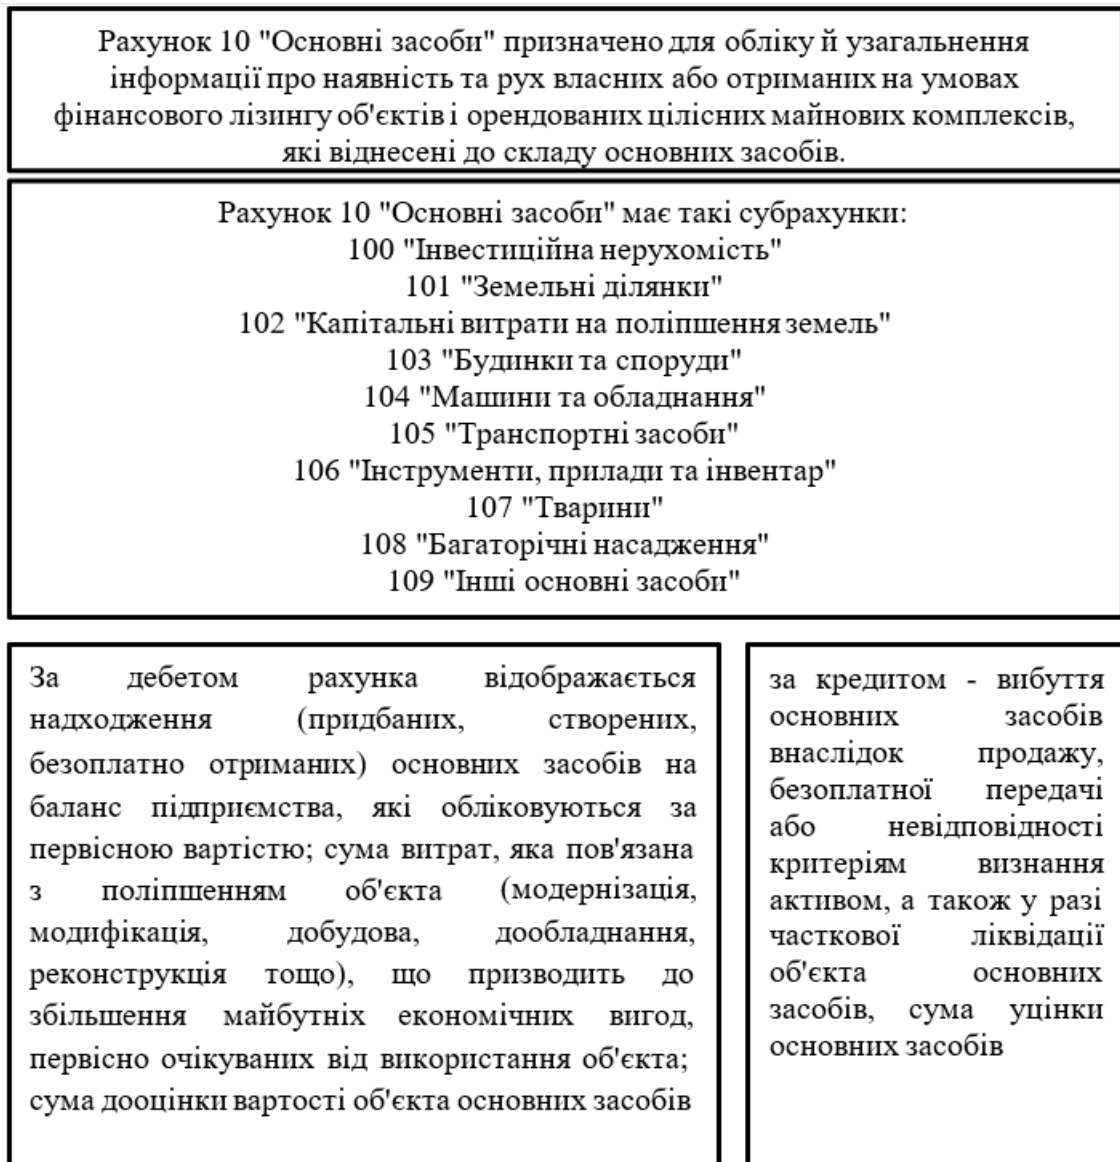 Рахунок 10 "Основні засоби" призначено для обліку й узагальнення
інформації про наявність та рух власних або отриманих на умовах
фінансового лізингу об'єктів і орендованих цілісних майнових комплексів,
які віднесені до складу основних засобів.
Рахунок 10 "Основні засоби" має такі субрахунки:
100 "Інвестиційна нерухомість"
101 "Земельні ділянки"
102 "Капітальні витрати на поліпшення земель"
103 "Будинки та споруди"
104 "Машини та обладнання"
105 "Транспортні засоби"
106 "Інструменти, прилади та інвентар"
107 "Тварини"
108 "Багаторічні насадження"
109 "Інші основні засоби"
За дебетом рахунка відображається
надходження (придбаних, створених,
безоплатно отриманих) основних засобів на
баланс підприємства, які обліковуються за
первісною вартістю; сума витрат, яка пов'язана
з поліпшенням об'єкта (модернізація,
модифікація, добудова, дообладнання,
реконструкція тощо), що призводить до
збільшення майбутніх економічних вигод,
первісно очікуваних від використання об'єкта;
сума дооцінки вартості об'єкта основних засобів
за кредитом - вибуття
основних засобів
внаслідок продажу,
безоплатної передачі
або невідповідності
критеріям визнання
активом, а також у разі
часткової ліквідації
об'єкта основних
засобів, сума уцінки
основних засобів